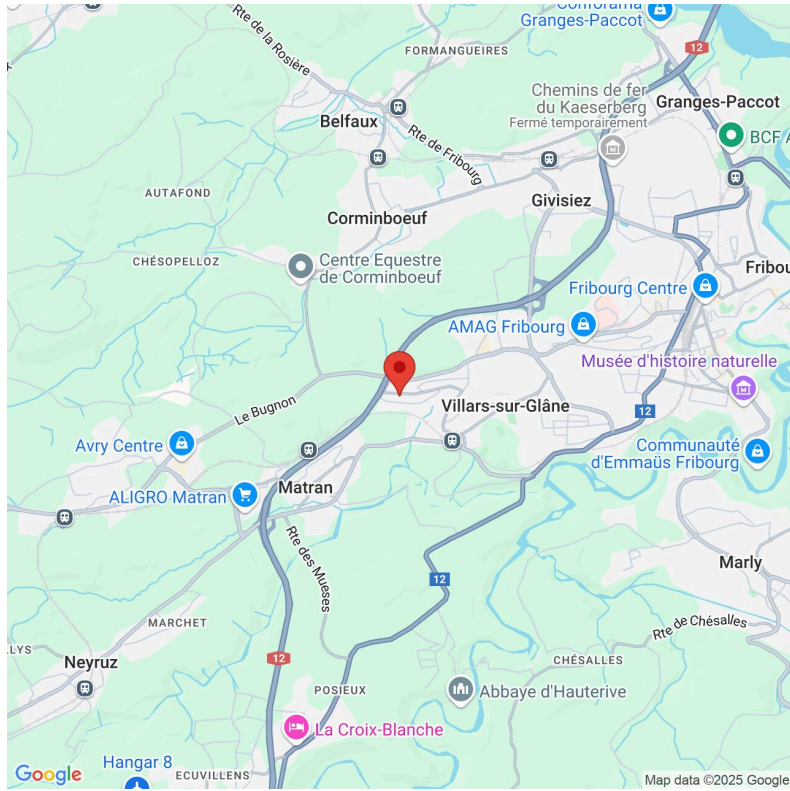 Conforama
Granges-Paccot
Rte de la Rosière
FORMANGUEIRES
12
Chemins de fer
du Kaeserberg
Fermé temporairement
Granges-Paccot
Belfaux
Rte de Fribourg
BCF A
AUTAFOND
Givisiez
Corminboeuf
CHÉSOPELLOZ
Centre Equestre
de Corminboeuf
Fribou
Fribourg Centre
AMAG Fribourg
Musée d'histoire naturelle
Le Bugnon
Villars-sur-Glâne
12
Avry Centre
Communauté
d'Emmaüs Fribourg
ALIGRO Matran
Matran
Rte des Mueses
12
Marly
MARCHET
Rte de Chésalles
LYS
Neyruz
12
CHÉSALLES
POSIEUX
Abbaye d'Hauterive
La Croix-Blanche
Hangar 8
ECUVILLENS
Google
Map data ©2025 Google